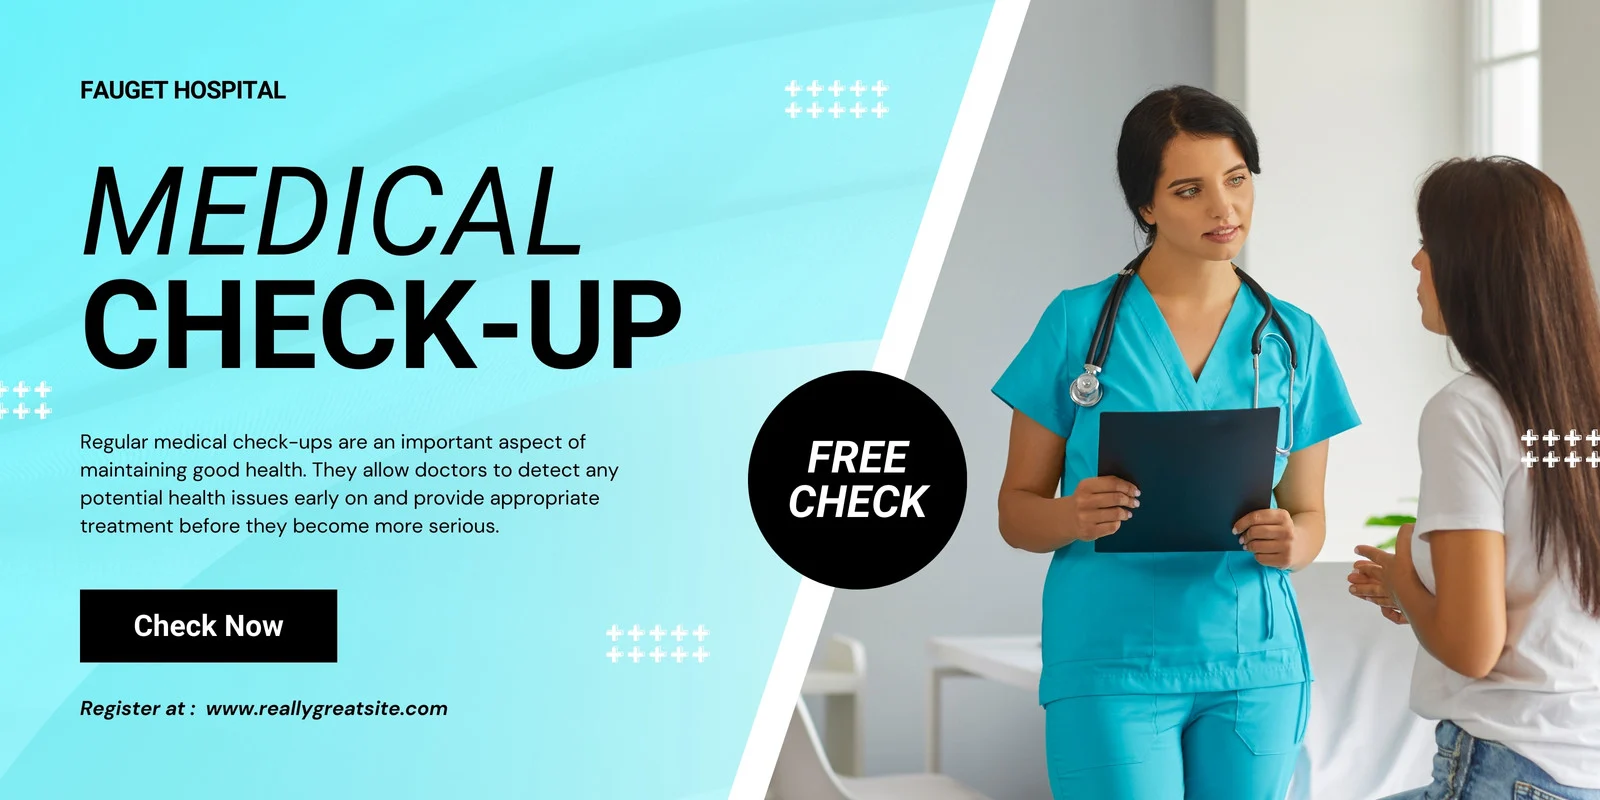 FAUGET HOSPITAL
MEDICAL
CHECK-UP
Regular medical check-ups are an important aspect of
maintaining good health. They allow doctors to detect any
potential health issues early on and provide appropriate
treatment before they become more serious.
FREE
CHECK
Check Now
Register at : www.reallygreatsite.com